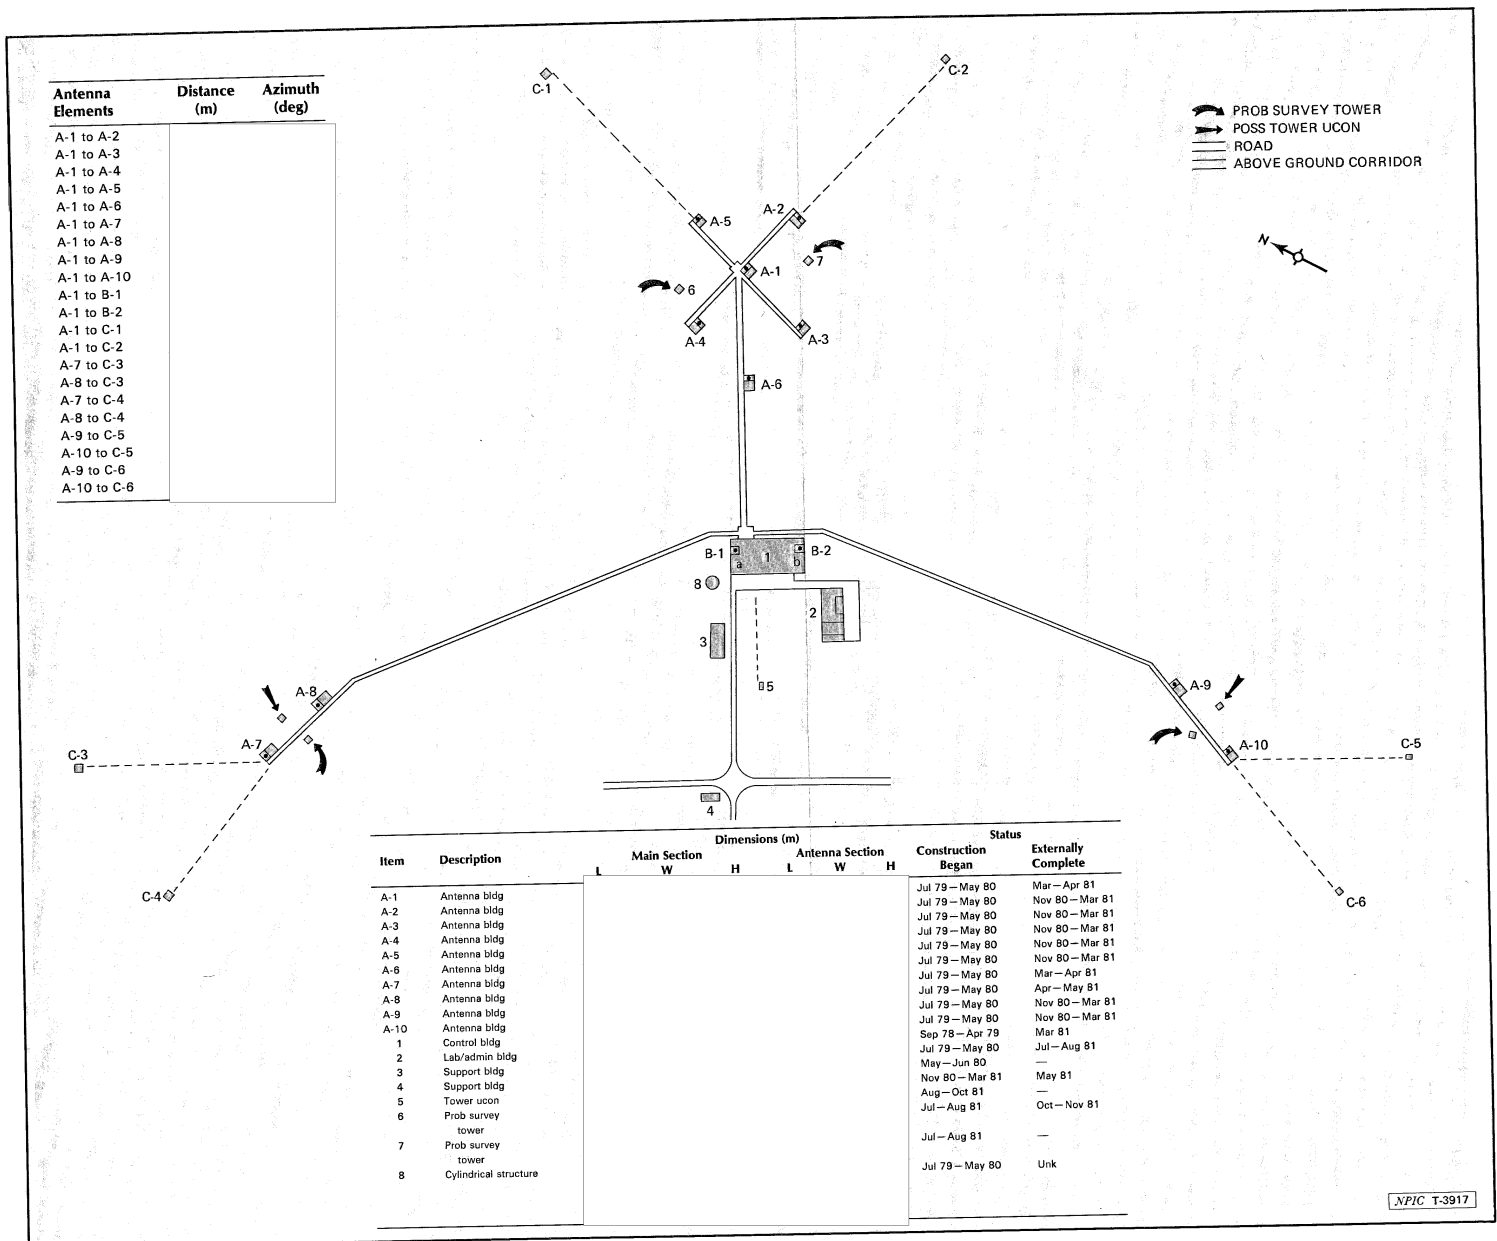 Antenna Elements Distance (m) Azimuth (deg)
A-1 to A-2
A-1 to A-3
A-1 to A-4
A-1 to A-5
A-1 to A-6
A-1 to A-7
A-1 to A-8
A-1 to A-9
A-1 to A-10
A-1 to B-1
A-1 to B-2
A-1 to C-1
A-1 to C-2
A-7 to C-3
A-8 to C-3
A-7 to C-4
A-8 to C-4
A-9 to C-5
A-10 to C-5
A-9 to C-6
A-10 to C-6
C-1
C-2
PROB SURVEY TOWER
POSS TOWER UCON
ROAD
ABOVE GROUND CORRIDOR
N
A-5
A-2
7
A-1
6
A-4
A-3
A-6
B-1
a
1
b
B-2
8
2
3
5
A-8
A-7
C-3
C-4
A-9
A-10
C-5
C-6
4
Dimensions (m)
Status
Item Description Main Section Antenna Section Construction Began Externally Complete
L W H L W H
A-1 Antenna bldg Jul 79—May 80 Mar—Apr 81
A-2 Antenna bldg Jul 79—May 80 Nov 80—Mar 81
A-3 Antenna bldg Jul 79—May 80 Nov 80—Mar 81
A-4 Antenna bldg Jul 79—May 80 Nov 80—Mar 81
A-5 Antenna bldg Jul 79—May 80 Nov 80—Mar 81
A-6 Antenna bldg Jul 79—May 80 Nov 80—Mar 81
A-7 Antenna bldg Jul 79—May 80 Mar—Apr 81
A-8 Antenna bldg Jul 79—May 80 Apr—May 81
A-9 Antenna bldg Jul 79—May 80 Nov 80—Mar 81
A-10 Antenna bldg Jul 79—May 80 Nov 80—Mar 81
1 Control bldg Sep 78—Apr 79 Mar 81
2 Lab/admin bldg Jul 79—May 80 Jul—Aug 81
3 Support bldg May—Jun 80 —
4 Support bldg Nov 80—Mar 81 May 81
5 Tower ucon Aug—Oct 81 —
6 Prob survey Jul—Aug 81 Oct—Nov 81
tower
7 Prob survey Jul—Aug 81 —
tower
8 Cylindrical structure Jul 79—May 80 Unk
NPIC T-3917